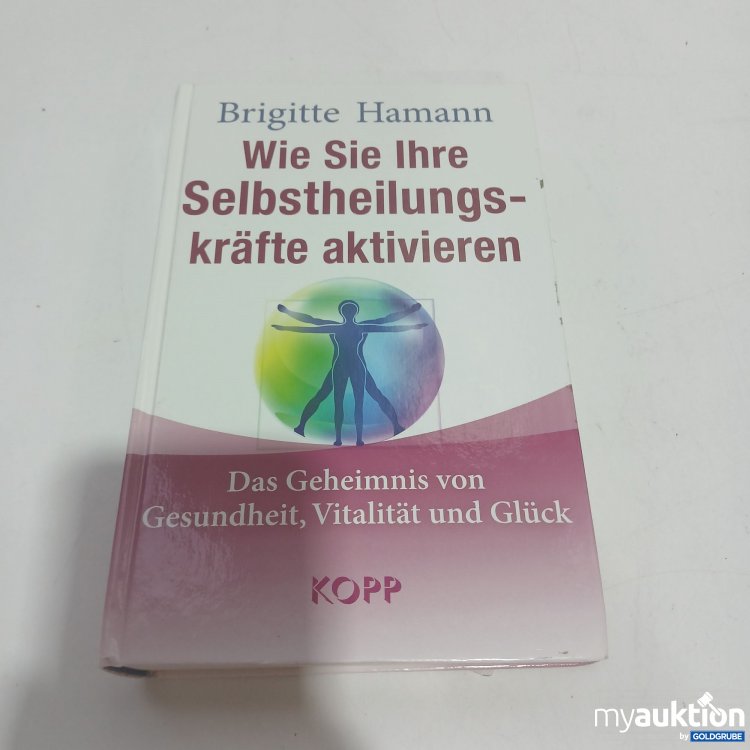 Brigitte Hamann
Wie Sie Ihre
Selbstheilungs-
kräfte aktivieren
Das Geheimnis von
Gesundheit, Vitalität und Glück
KOPP
myauktion
by GOLDGRUBE